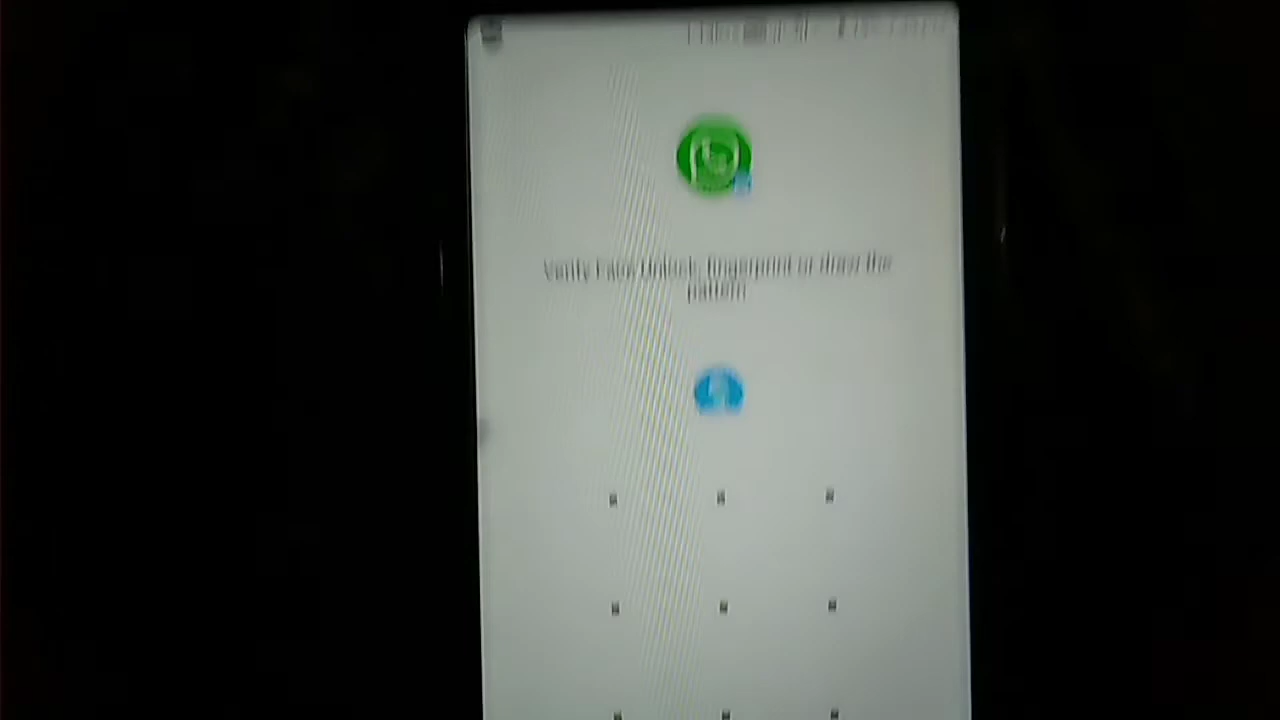 Verify Face Unlock, fingerprint or draw the
pattern